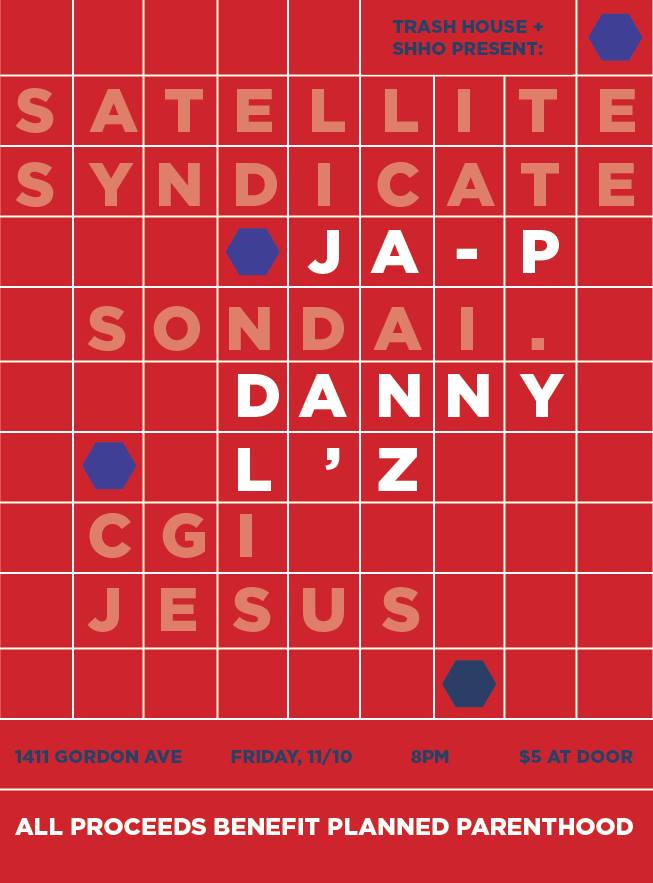 TRASH HOUSE +
SHHO PRESENT:
SATELLITE
SYNDICATE
JA-P
SONDAI.
DANNY
L’Z
CGI
JESUS
1411 GORDON AVE FRIDAY, 11/10 8PM $5 AT DOOR
ALL PROCEEDS BENEFIT PLANNED PARENTHOOD